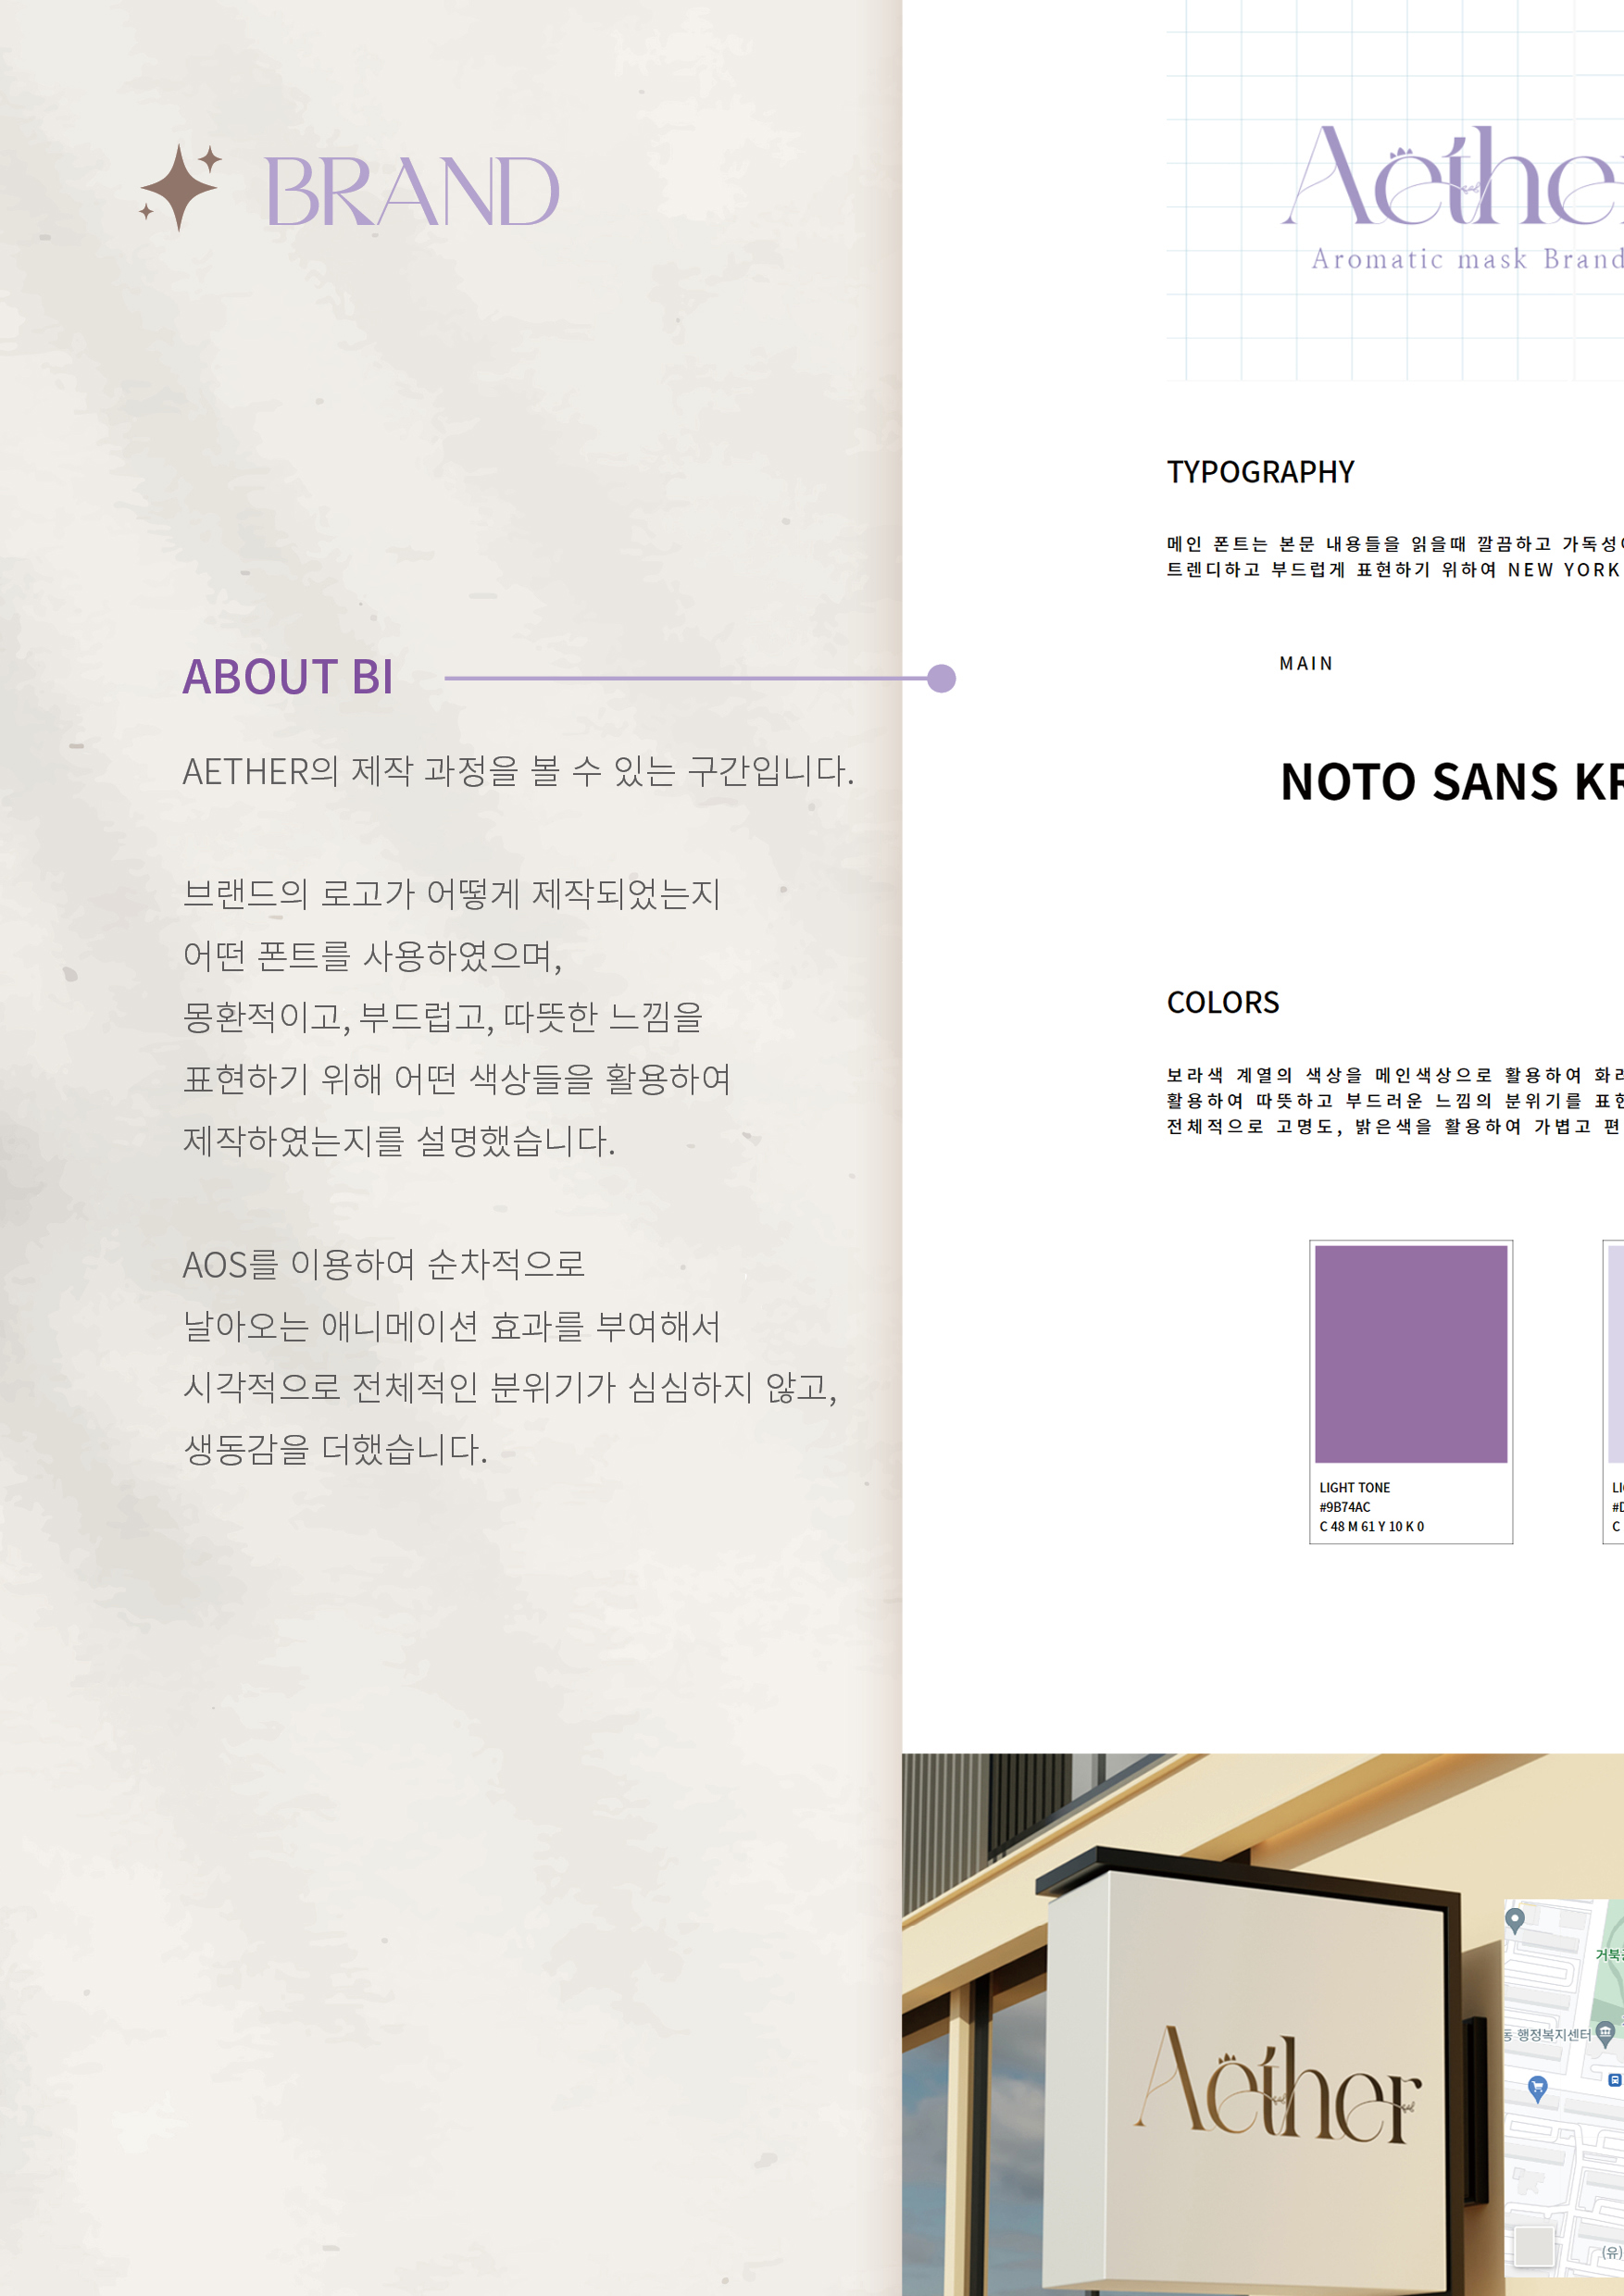 BRAND
ABOUT BI
AETHER의 제작 과정을 볼 수 있는 구간입니다.
브랜드의 로고가 어떻게 제작되었는지
어떤 폰트를 사용하였으며,
몽환적이고, 부드럽고, 따뜻한 느낌을
표현하기 위해 어떤 색상들을 활용하여
제작하였는지를 설명했습니다.
AOS를 이용하여 순차적으로
날아오는 애니메이션 효과를 부여해서
시각적으로 전체적인 분위기가 심심하지 않고,
생동감을 더했습니다.
Aether
Aromatic mask Brand
TYPOGRAPHY
메인 폰트는 본문 내용들을 읽을때 깔끔하고 가독성
트렌디하고 부드럽게 표현하기 위하여 NEW YORK
MAIN
NOTO SANS KR
COLORS
보라색 계열의 색상을 메인색상으로 활용하여 화려
활용하여 따뜻하고 부드러운 느낌의 분위기를 표현
전체적으로 고명도, 밝은색을 활용하여 가볍고 편
LIGHT TONE
#9B74AC
C 48 M 61 Y 10 K 0
Aether
거북
동 행정복지센터
(유)